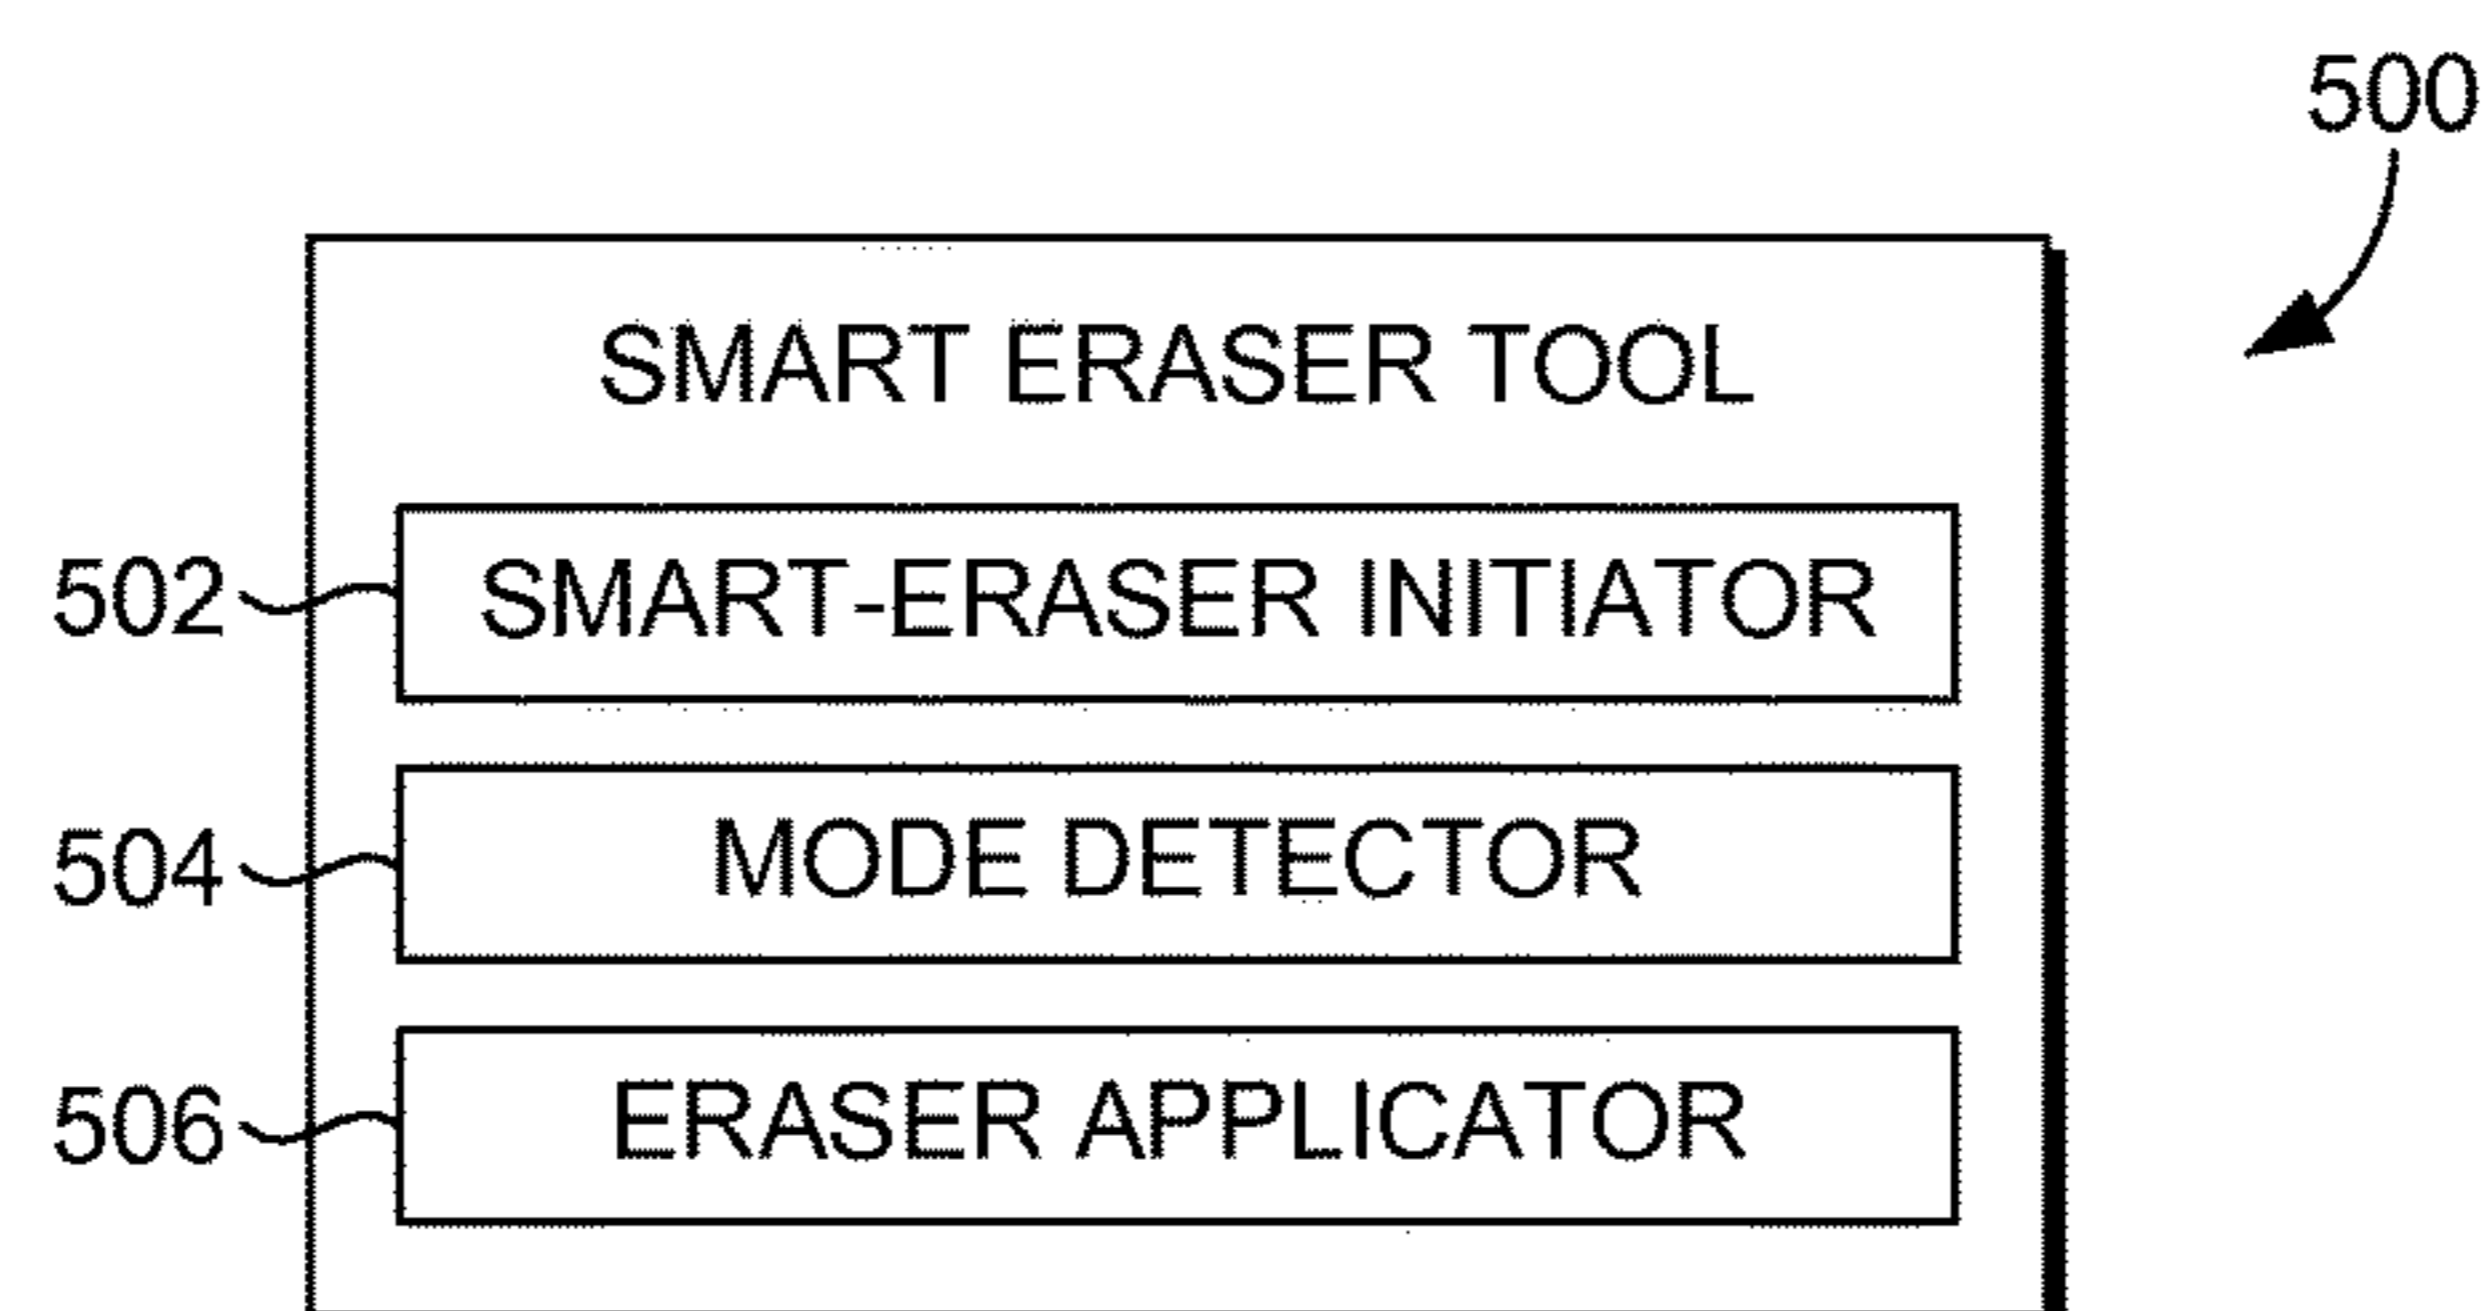 500
SMART ERASER TOOL
502 SMART-ERASER INITIATOR
504 MODE DETECTOR
506 ERASER APPLICATOR